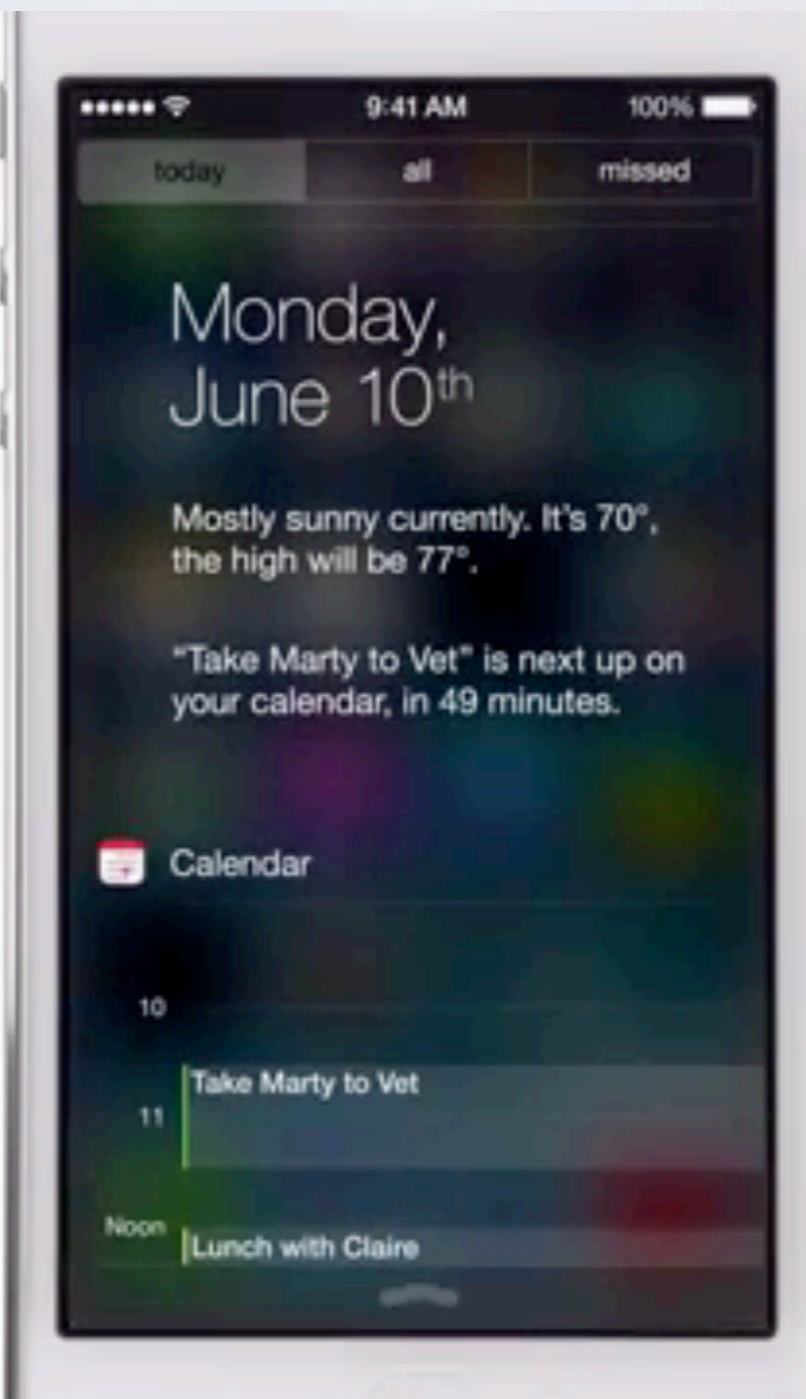 9:41 AM 100%
today all missed
Monday,
June 10th
Mostly sunny currently. It's 70°,
the high will be 77°.
"Take Marty to Vet" is next up on
your calendar, in 49 minutes.
Calendar
10
Take Marty to Vet
11
Noon
Lunch with Claire